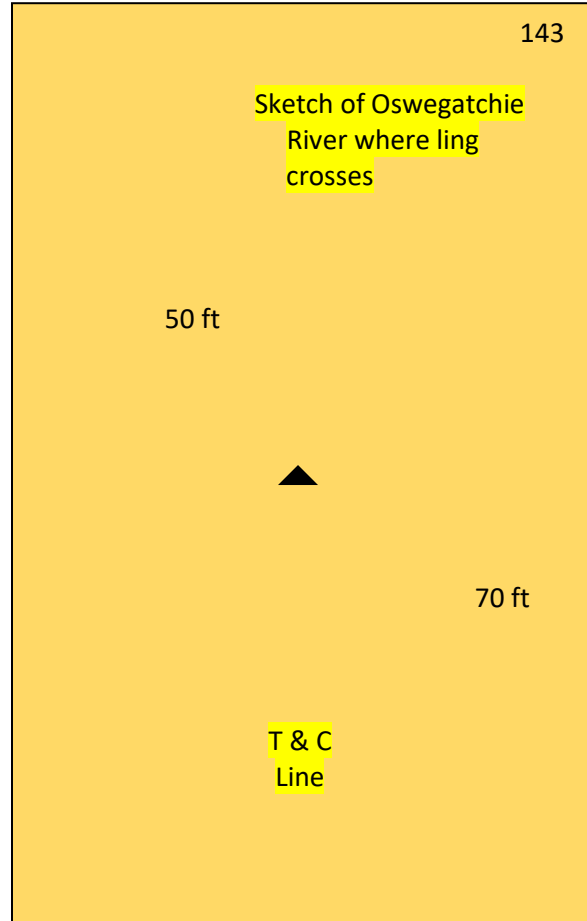 143
Sketch of Oswegatchie
River where ling
crosses
50 ft
70 ft
T & C
Line